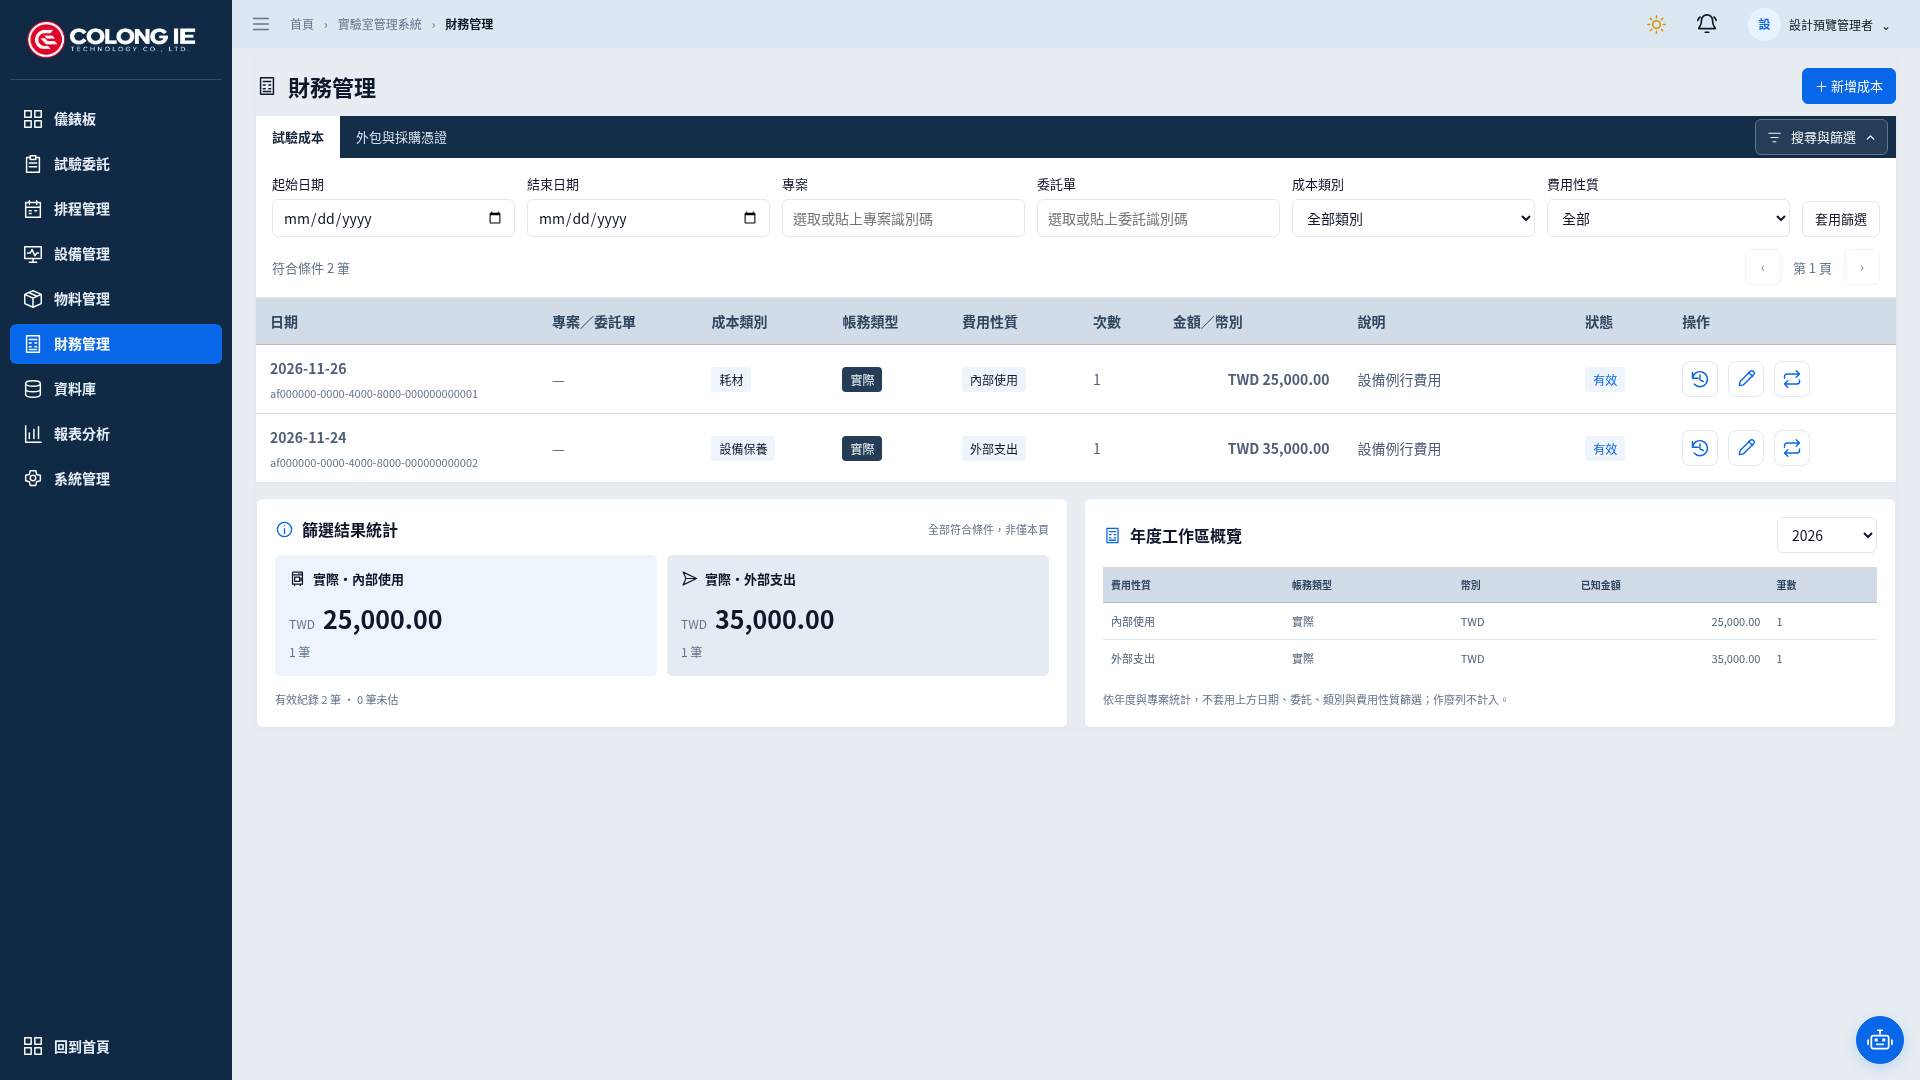 COLONG IE
TECHNOLOGY CO., LTD.
儀錶板
試驗委託
排程管理
設備管理
物料管理
財務管理
資料庫
報表分析
系統管理
回到首頁
首頁 › 實驗室管理系統 › 財務管理
設 設計預覽管理者
財務管理
+ 新增成本
試驗成本 外包與採購憑證 搜尋與篩選
起始日期 結束日期 專案 委託單 成本類別 費用性質
mm/dd/yyyy mm/dd/yyyy 選取或貼上專案識別碼 選取或貼上委託識別碼 全部類別 全部 套用篩選
符合條件 2 筆 ‹ 第 1 頁 ›
日期 專案／委託單 成本類別 帳務類型 費用性質 次數 金額／幣別 說明 狀態 操作
2026-11-26
af000000-0000-4000-8000-000000000001
— 耗材 實際 內部使用 1 TWD 25,000.00 設備例行費用 有效
2026-11-24
af000000-0000-4000-8000-000000000002
— 設備保養 實際 外部支出 1 TWD 35,000.00 設備例行費用 有效
篩選結果統計 全部符合條件，非僅本頁
實際・內部使用
TWD 25,000.00
1 筆
實際・外部支出
TWD 35,000.00
1 筆
有效紀錄 2 筆 ・ 0 筆未估
年度工作區概覽 2026
費用性質 帳務類型 幣別 已知金額 筆數
內部使用 實際 TWD 25,000.00 1
外部支出 實際 TWD 35,000.00 1
依年度與專案統計，不套用上方日期、委託、類別與費用性質篩選；作廢列不計入。